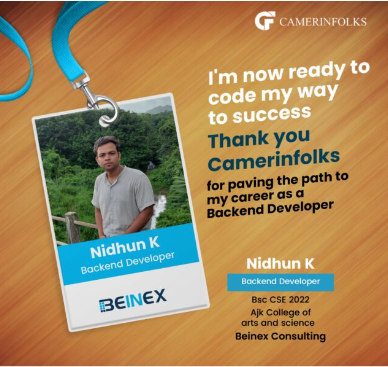 CAMERINFOLKS
I'm now ready to
code my way
to success
Thank you
Camerinfolks
for paving the path to
my career as a
Backend Developer
Nidhun K
Backend Developer
BEINEX
Nidhun K
Backend Developer
Bsc CSE 2022
Ajk College of
arts and science
Beinex Consulting